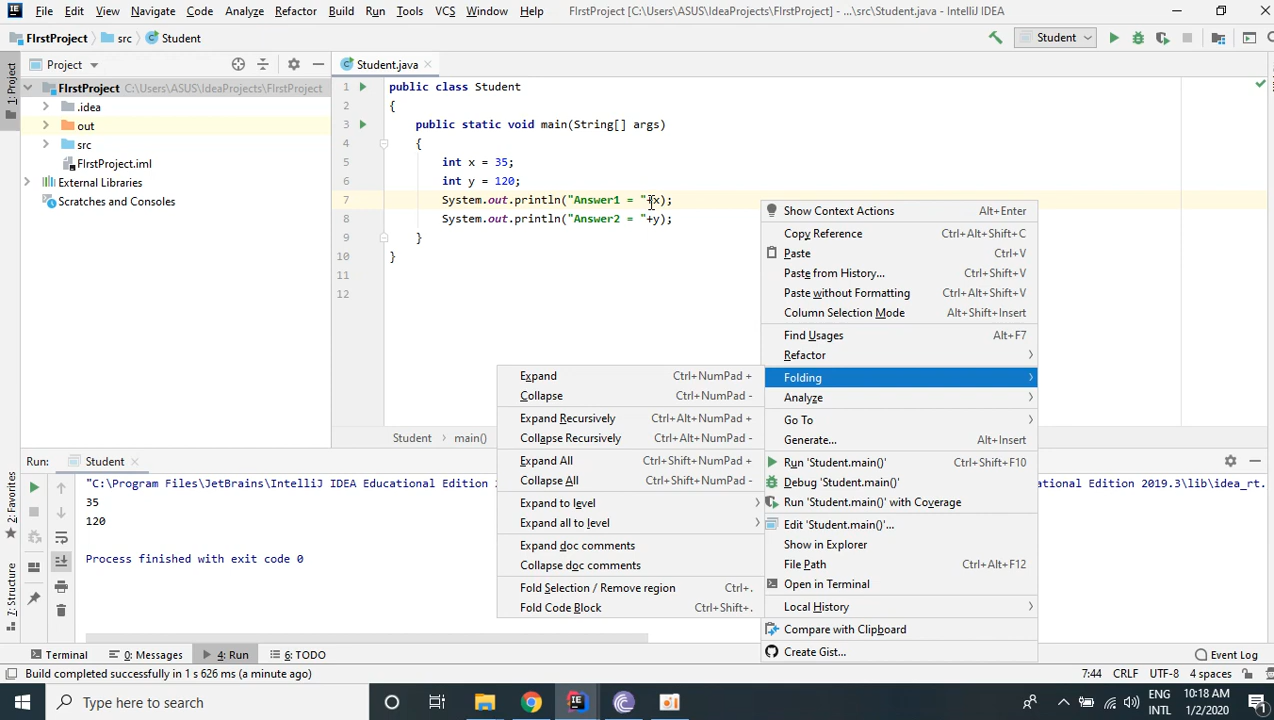 File Edit View Navigate Code Analyze Refactor Build Run Tools VCS Window Help FIrstProject [C:\Users\ASUS\IdeaProjects\FIrstProject] - ...\src\Student.java - IntelliJ IDEA
FIrstProject src Student
Student
Project
Student.java
1: Project
FIrstProject C:\Users\ASUS\IdeaProjects\FIrstProject
.idea
out
src
FIrstProject.iml
External Libraries
Scratches and Consoles
1 public class Student
2 {
3 public static void main(String[] args)
4 {
5 int x = 35;
6 int y = 120;
7 System.out.println("Answer1 = "+x);
8 System.out.println("Answer2 = "+y);
9 }
10 }
11
12
Show Context Actions Alt+Enter
Copy Reference Ctrl+Alt+Shift+C
Paste Ctrl+V
Paste from History... Ctrl+Shift+V
Paste without Formatting Ctrl+Alt+Shift+V
Column Selection Mode Alt+Shift+Insert
Find Usages Alt+F7
Refactor
Folding
Analyze
Go To
Generate... Alt+Insert
Run 'Student.main()' Ctrl+Shift+F10
Debug 'Student.main()'
Run 'Student.main()' with Coverage
Edit 'Student.main()'...
Show in Explorer
File Path Ctrl+Alt+F12
Open in Terminal
Local History
Compare with Clipboard
Create Gist...
Expand Ctrl+NumPad +
Collapse Ctrl+NumPad -
Expand Recursively Ctrl+Alt+NumPad +
Collapse Recursively Ctrl+Alt+NumPad -
Expand All Ctrl+Shift+NumPad +
Collapse All Ctrl+Shift+NumPad -
Expand to level
Expand all to level
Expand doc comments
Collapse doc comments
Fold Selection / Remove region Ctrl+.
Fold Code Block Ctrl+Shift+.
Student main()
Run: Student
"C:\Program Files\JetBrains\IntelliJ IDEA Educational Edition 2 ational Edition 2019.3\lib\idea_rt.
35
120
Process finished with exit code 0
2: Favorites
7: Structure
Terminal 0: Messages 4: Run 6: TODO Event Log
Build completed successfully in 1 s 626 ms (a minute ago) 7:44 CRLF UTF-8 4 spaces
Type here to search
ENG
INTL
10:18 AM
1/2/2020
1